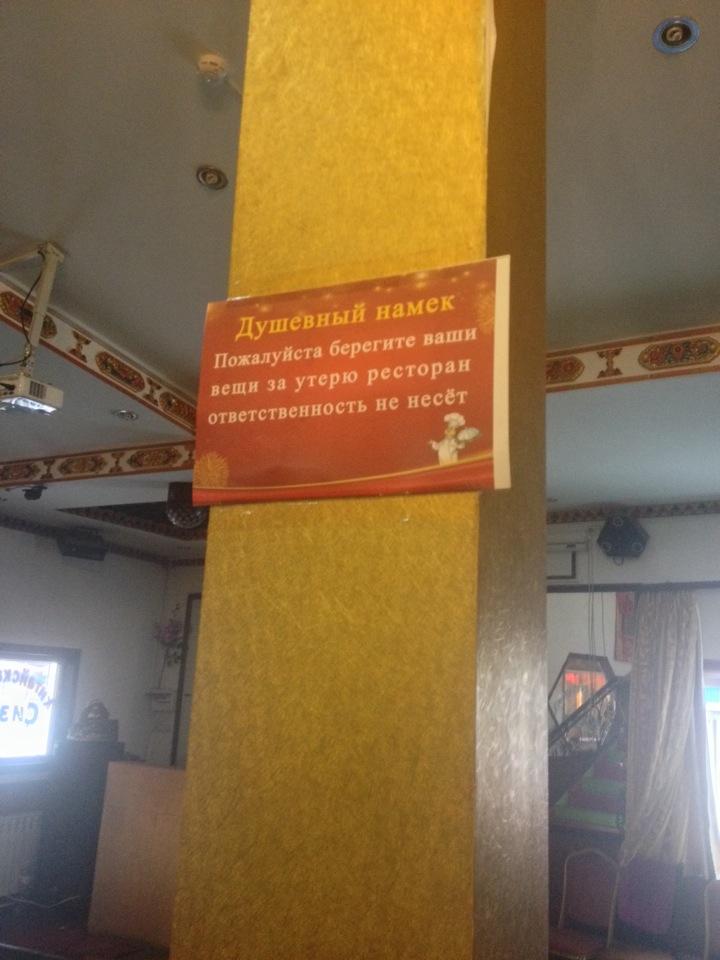 Душевный намек
Пожалуйста берегите ваши
вещи за утерю ресторан
ответственность не несёт